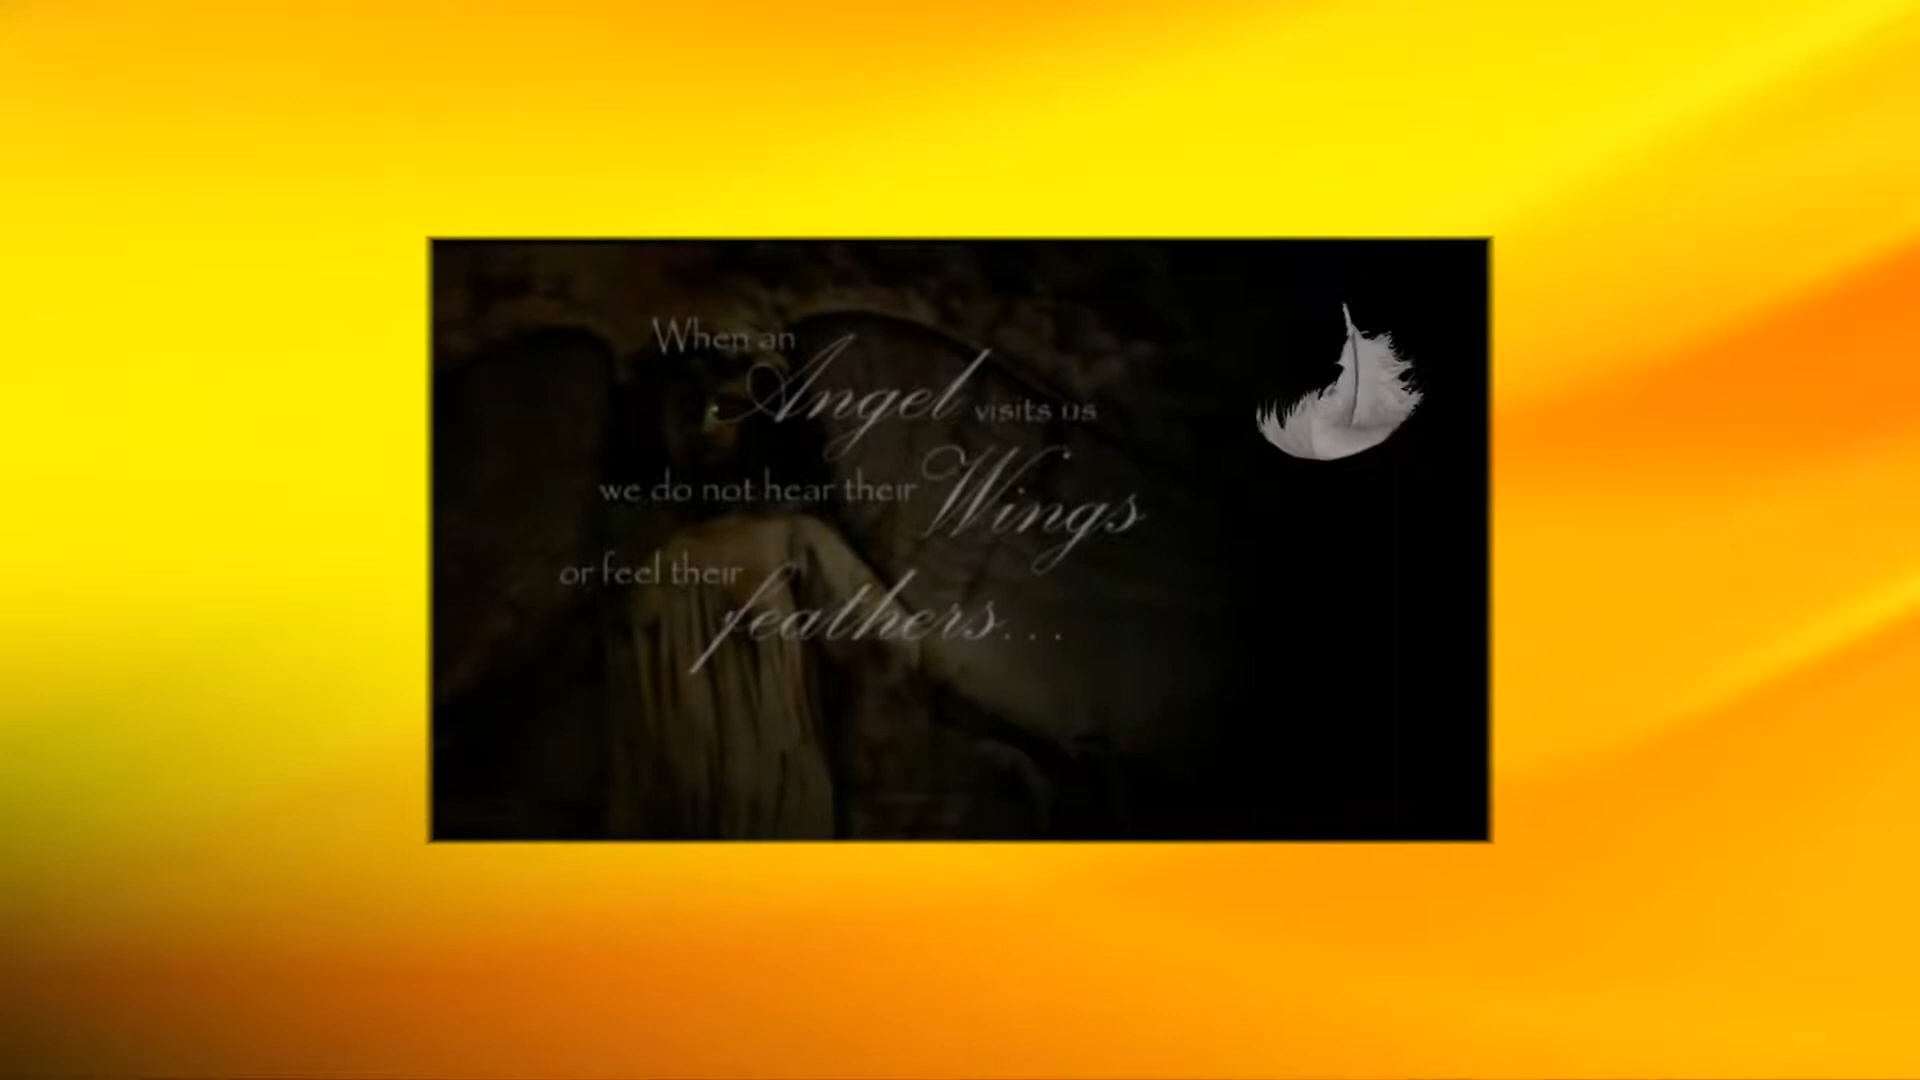 When an
Angel visits us
we do not hear their Wings
or feel their
feathers...